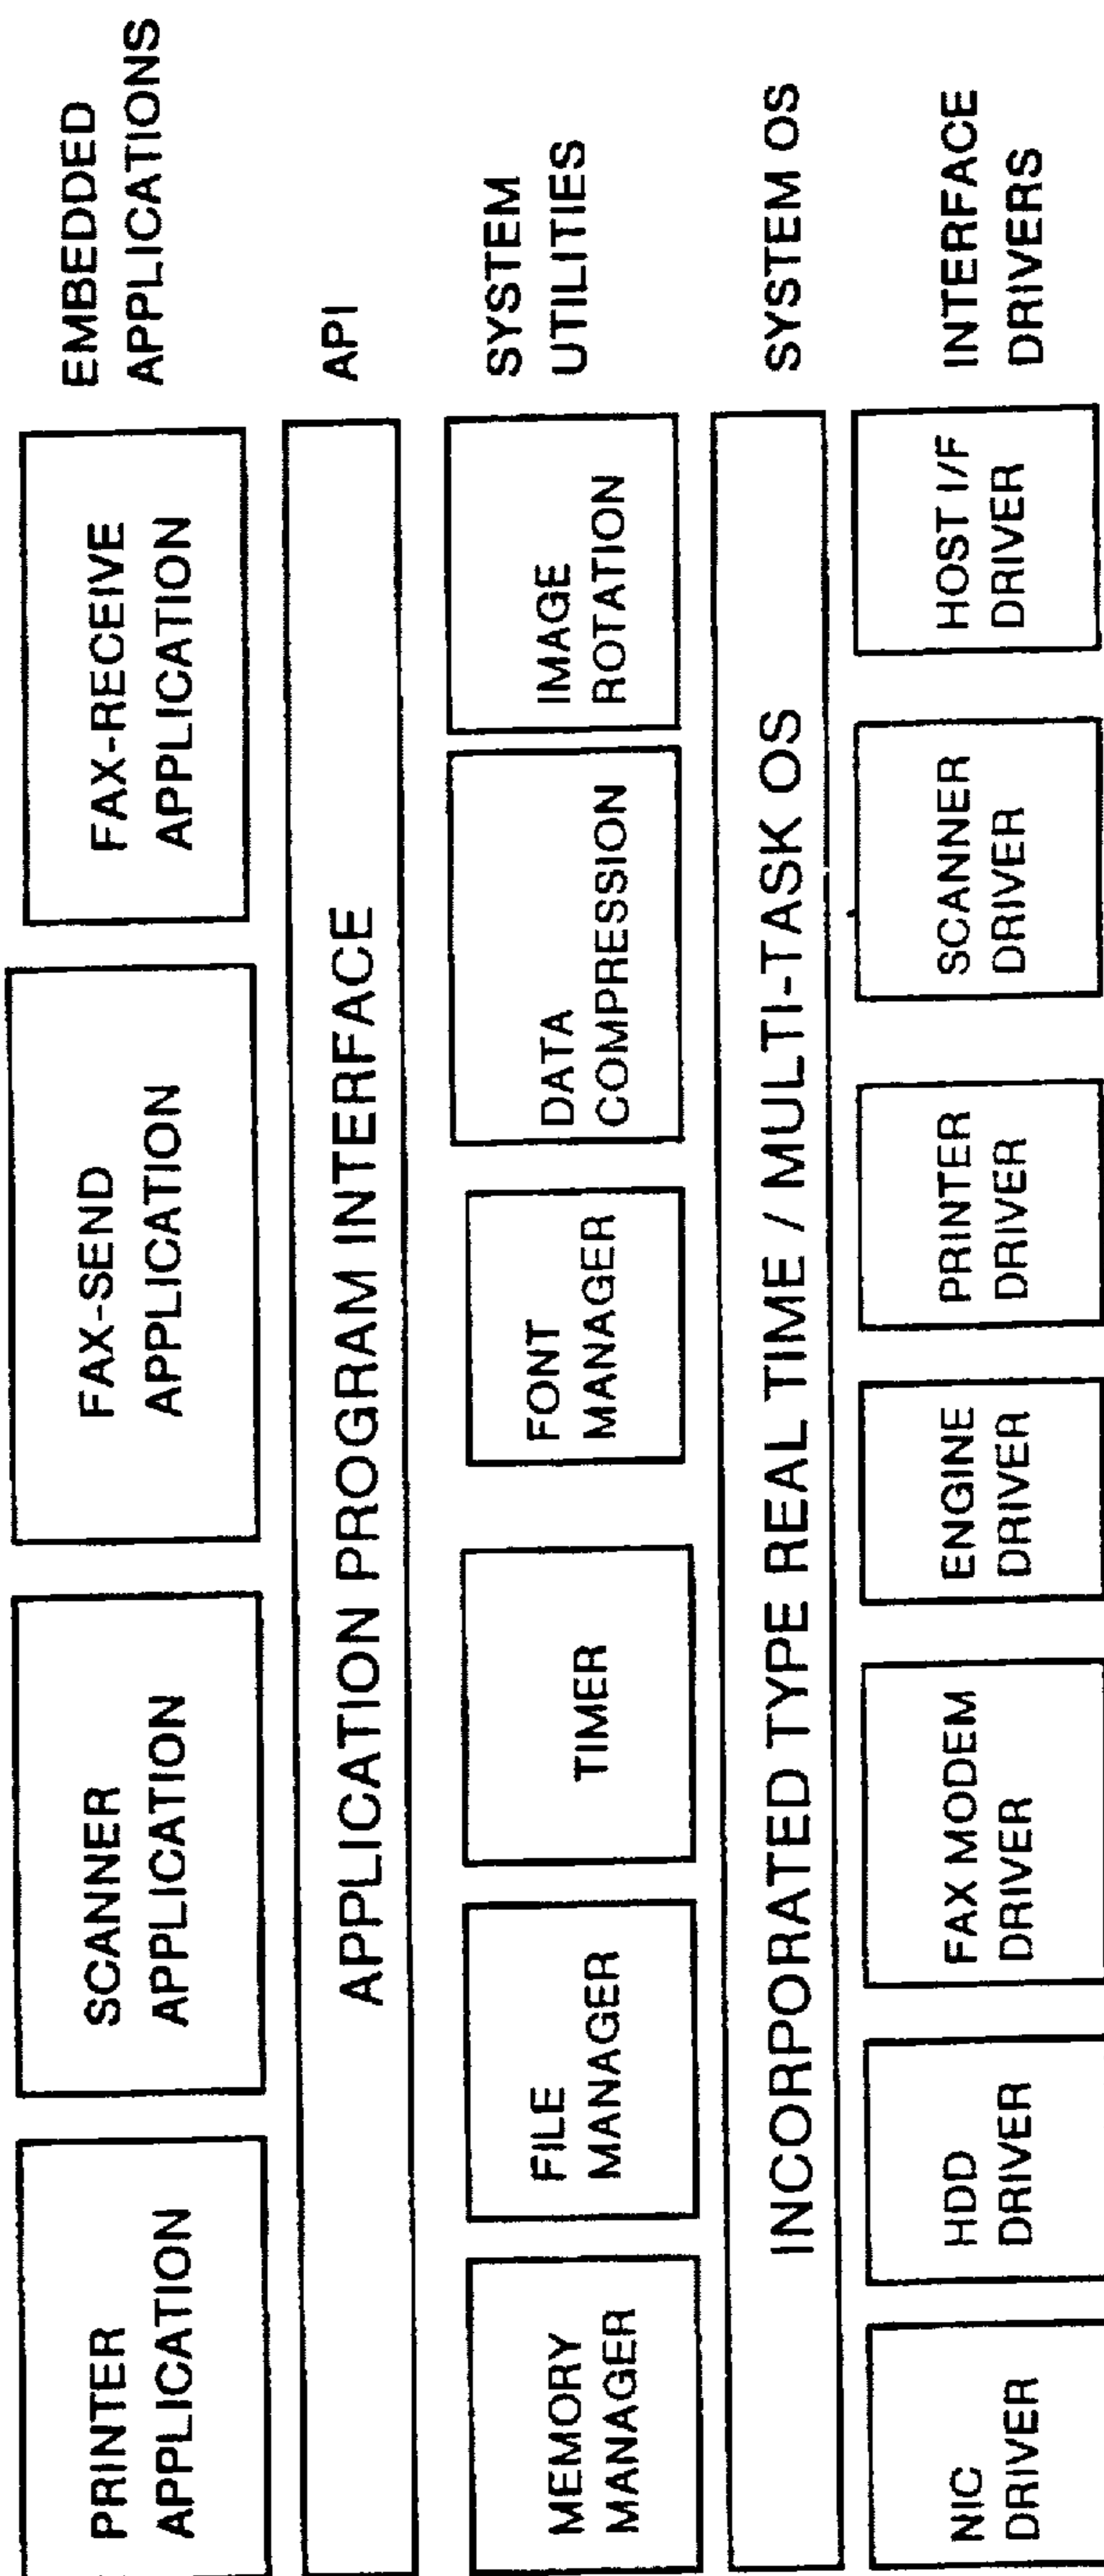 PRINTER
APPLICATION
SCANNER
APPLICATION
FAX-SEND
APPLICATION
FAX-RECEIVE
APPLICATION
EMBEDDED
APPLICATIONS
APPLICATION PROGRAM INTERFACE
API
MEMORY
MANAGER
FILE
MANAGER
TIMER
FONT
MANAGER
DATA
COMPRESSION
IMAGE
ROTATION
SYSTEM
UTILITIES
INCORPORATED TYPE REAL TIME / MULTI-TASK OS
SYSTEM OS
NIC
DRIVER
HDD
DRIVER
FAX MODEM
DRIVER
ENGINE
DRIVER
PRINTER
DRIVER
SCANNER
DRIVER
HOST I/F
DRIVER
INTERFACE
DRIVERS